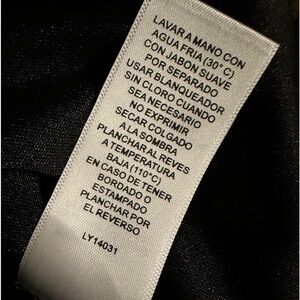 LAVAR A MANO CON
AGUA FRIA (30°C)
CON JABON SUAVE
POR SEPARADO
USAR BLANQUEADOR
SIN CLORO CUANDO
SEA NECESARIO
NO EXPRIMIR
SECAR COLGADO
A LA SOMBRA
PLANCHAR AL REVES
A TEMPERATURA
BAJA (110°C)
EN CASO DE TENER
BORDADO O
ESTAMPADO
PLANCHAR POR
EL REVERSO
LY14031